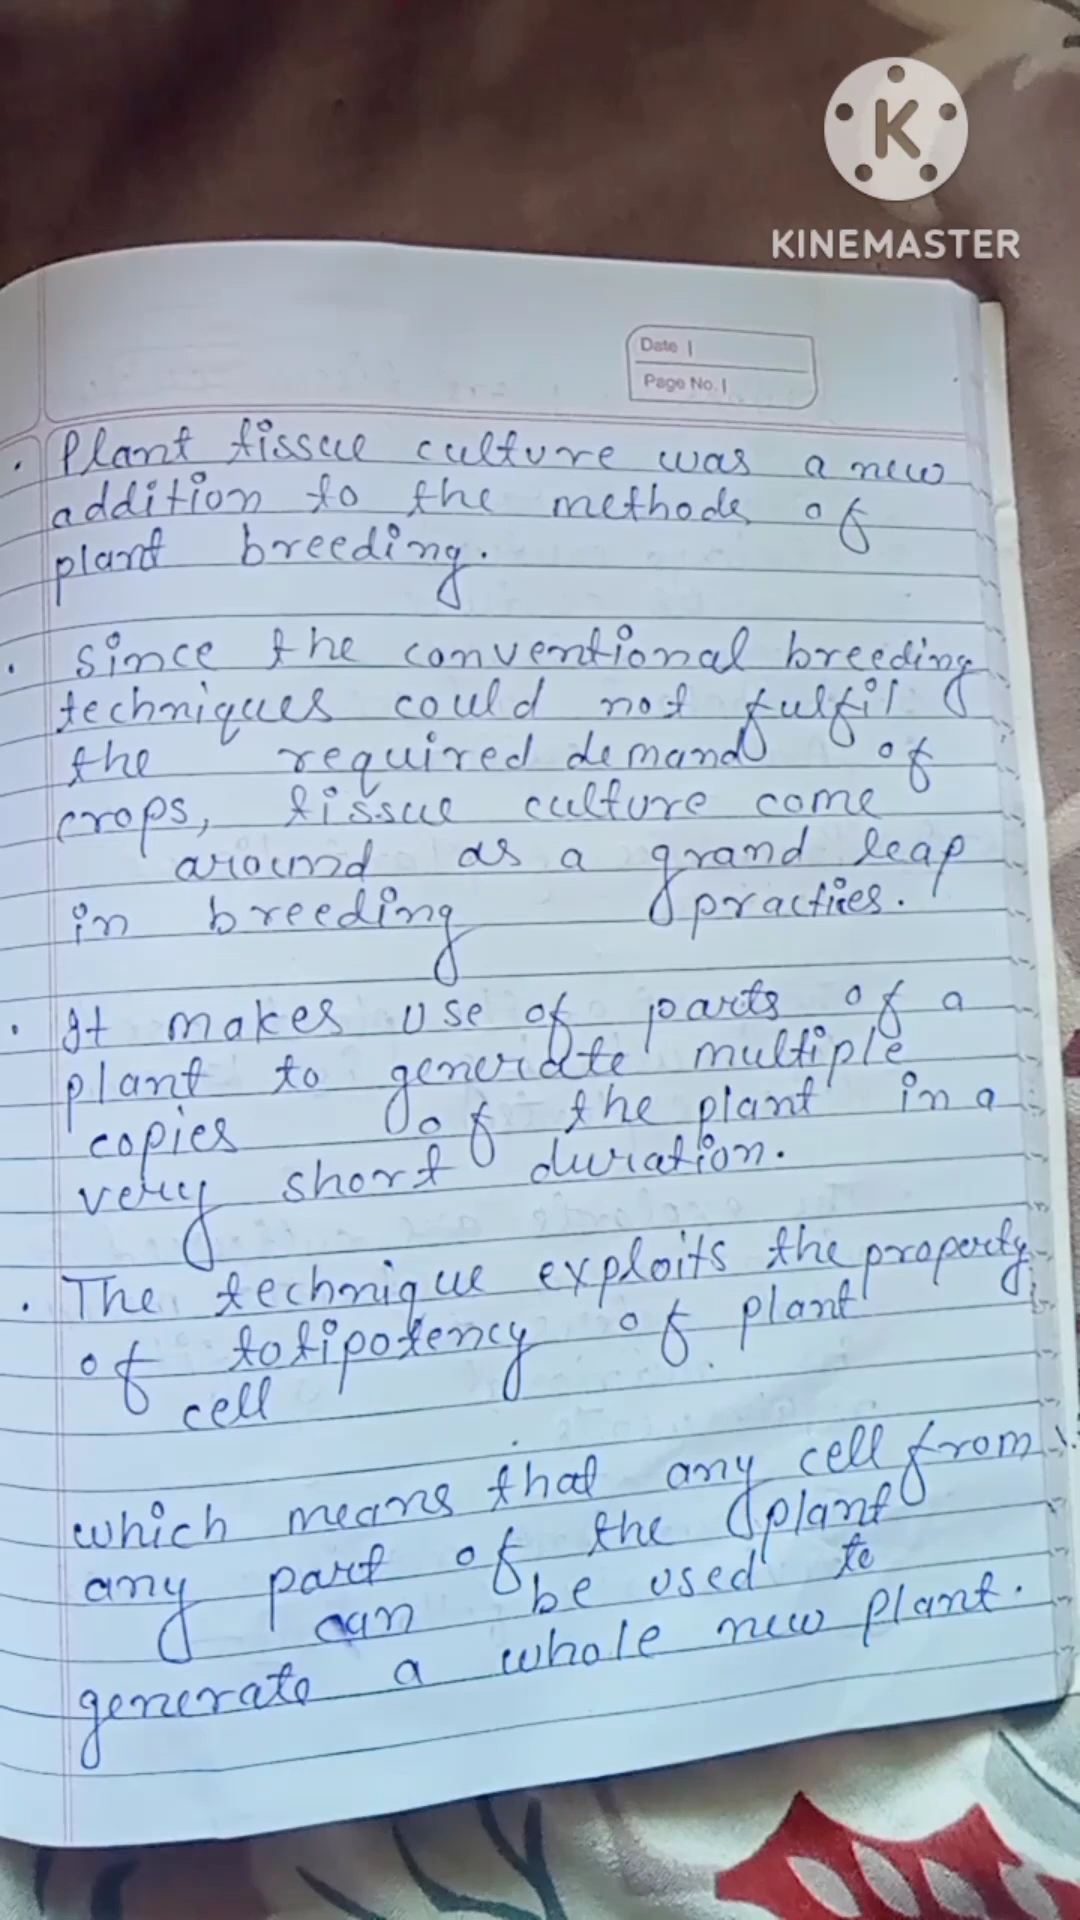 K
KINEMASTER
Date
Page No.
• Plant tissue culture was a new
addition to the methods of
plant breeding.
• since the conventional breeding
techniques could not fulfil
the required demand of
crops, tissue culture come
around as a grand leap
in breeding practies.
• It makes use of parts of a
plant to generate multiple
copies of the plant in a
very short duration.
• The technique exploits the property
of totipotency of plant
cell
which means that any cell from
any part of the plant
can be used to
generate a whole new plant.